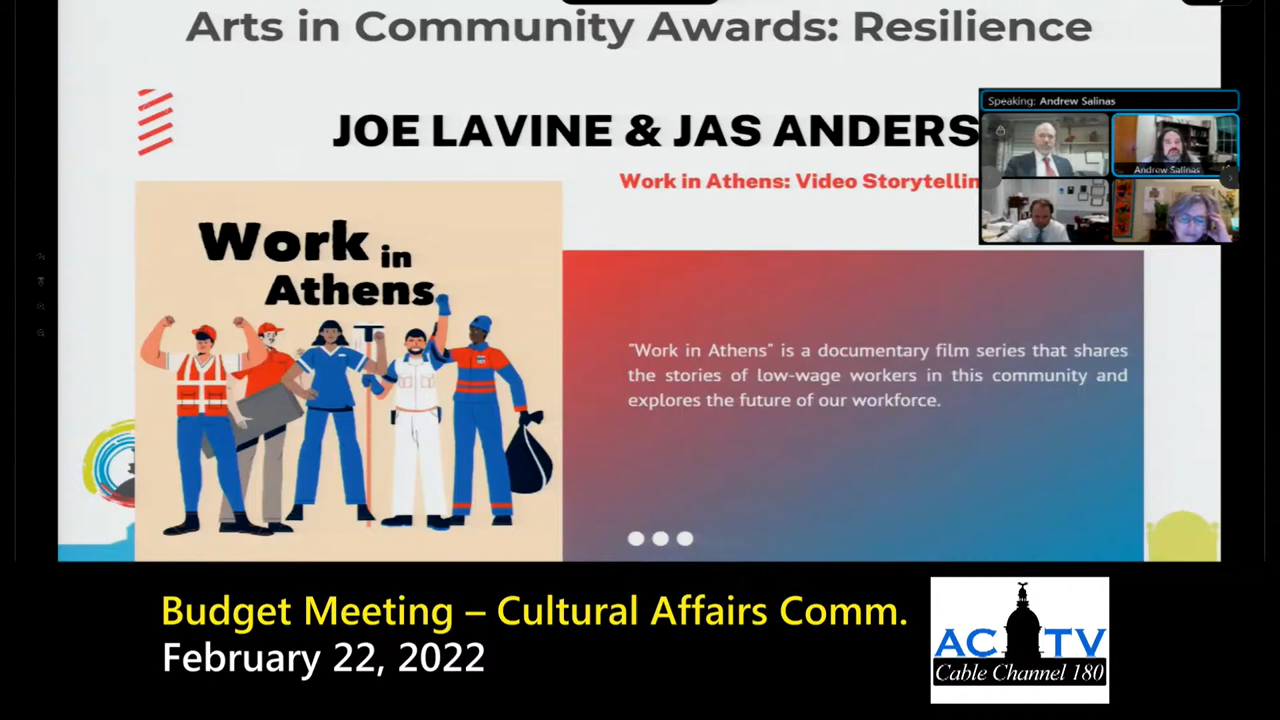 Arts in Community Awards: Resilience
JOE LAVINE & JAS ANDERS
Work in Athens: Video Storytellin
Speaking: Andrew Salinas
Andrew Salinas
Work in
Athens
"Work in Athens" is a documentary film series that shares
the stories of low-wage workers in this community and
explores the future of our workforce.
Budget Meeting – Cultural Affairs Comm.
February 22, 2022
ACTV
Cable Channel 180